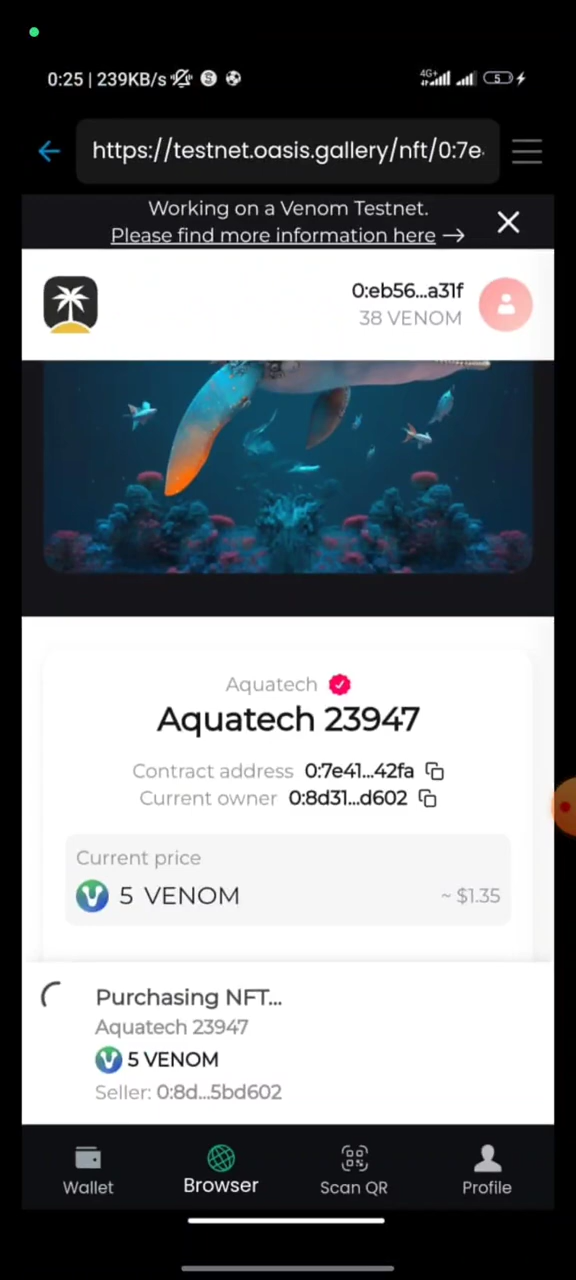 0:25 | 239KB/s
4G+
5
https://testnet.oasis.gallery/nft/0:7e
Working on a Venom Testnet.
Please find more information here →
0:eb56...a31f
38 VENOM
Aquatech
Aquatech 23947
Contract address 0:7e41...42fa
Current owner 0:8d31...d602
Current price
5 VENOM
~ $1.35
Purchasing NFT...
Aquatech 23947
5 VENOM
Seller: 0:8d...5bd602
Wallet
Browser
Scan QR
Profile